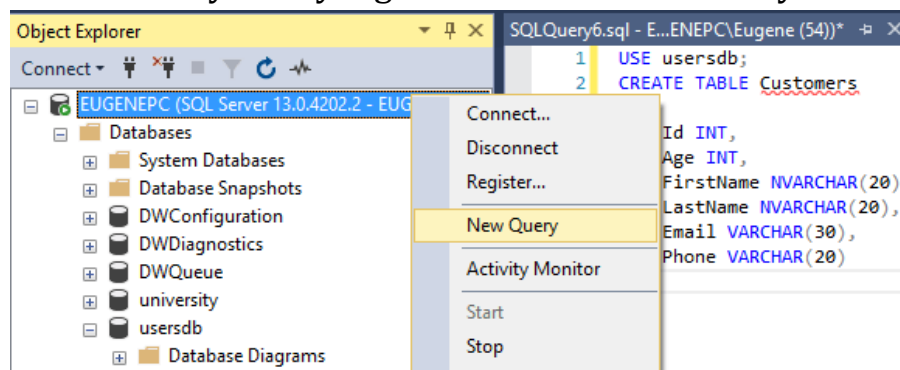 Object Explorer
Connect
EUGENEPC (SQL Server 13.0.4202.2 - EUG
Databases
System Databases
Database Snapshots
DWConfiguration
DWDiagnostics
DWQueue
university
usersdb
Database Diagrams
Connect...
Disconnect
Register...
New Query
Activity Monitor
Start
Stop
SQLQuery6.sql - E...ENEPC\Eugene (54))*
1 USE usersdb;
2 CREATE TABLE Customers
Id INT,
Age INT,
FirstName NVARCHAR(20)
LastName NVARCHAR(20),
Email VARCHAR(30),
Phone VARCHAR(20)